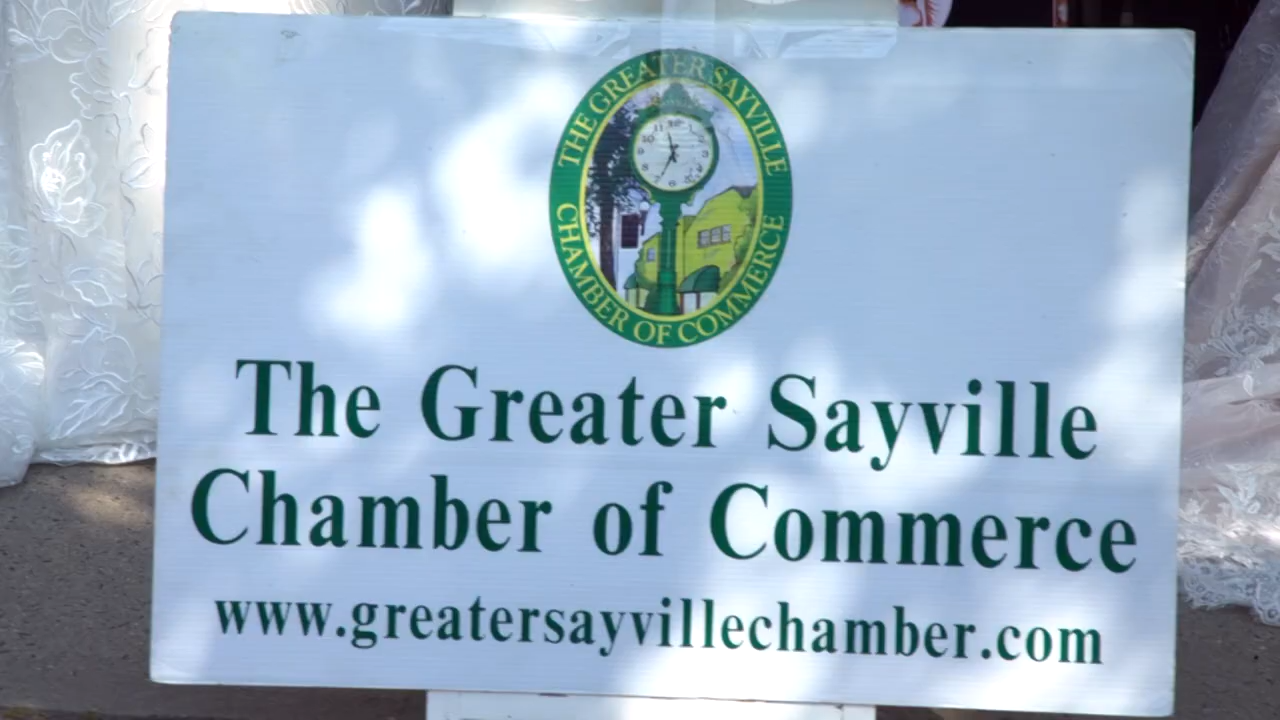 THE GREATER SAYVILLE
CHAMBER OF COMMERCE
The Greater Sayville
Chamber of Commerce
www.greatersayvillechamber.com